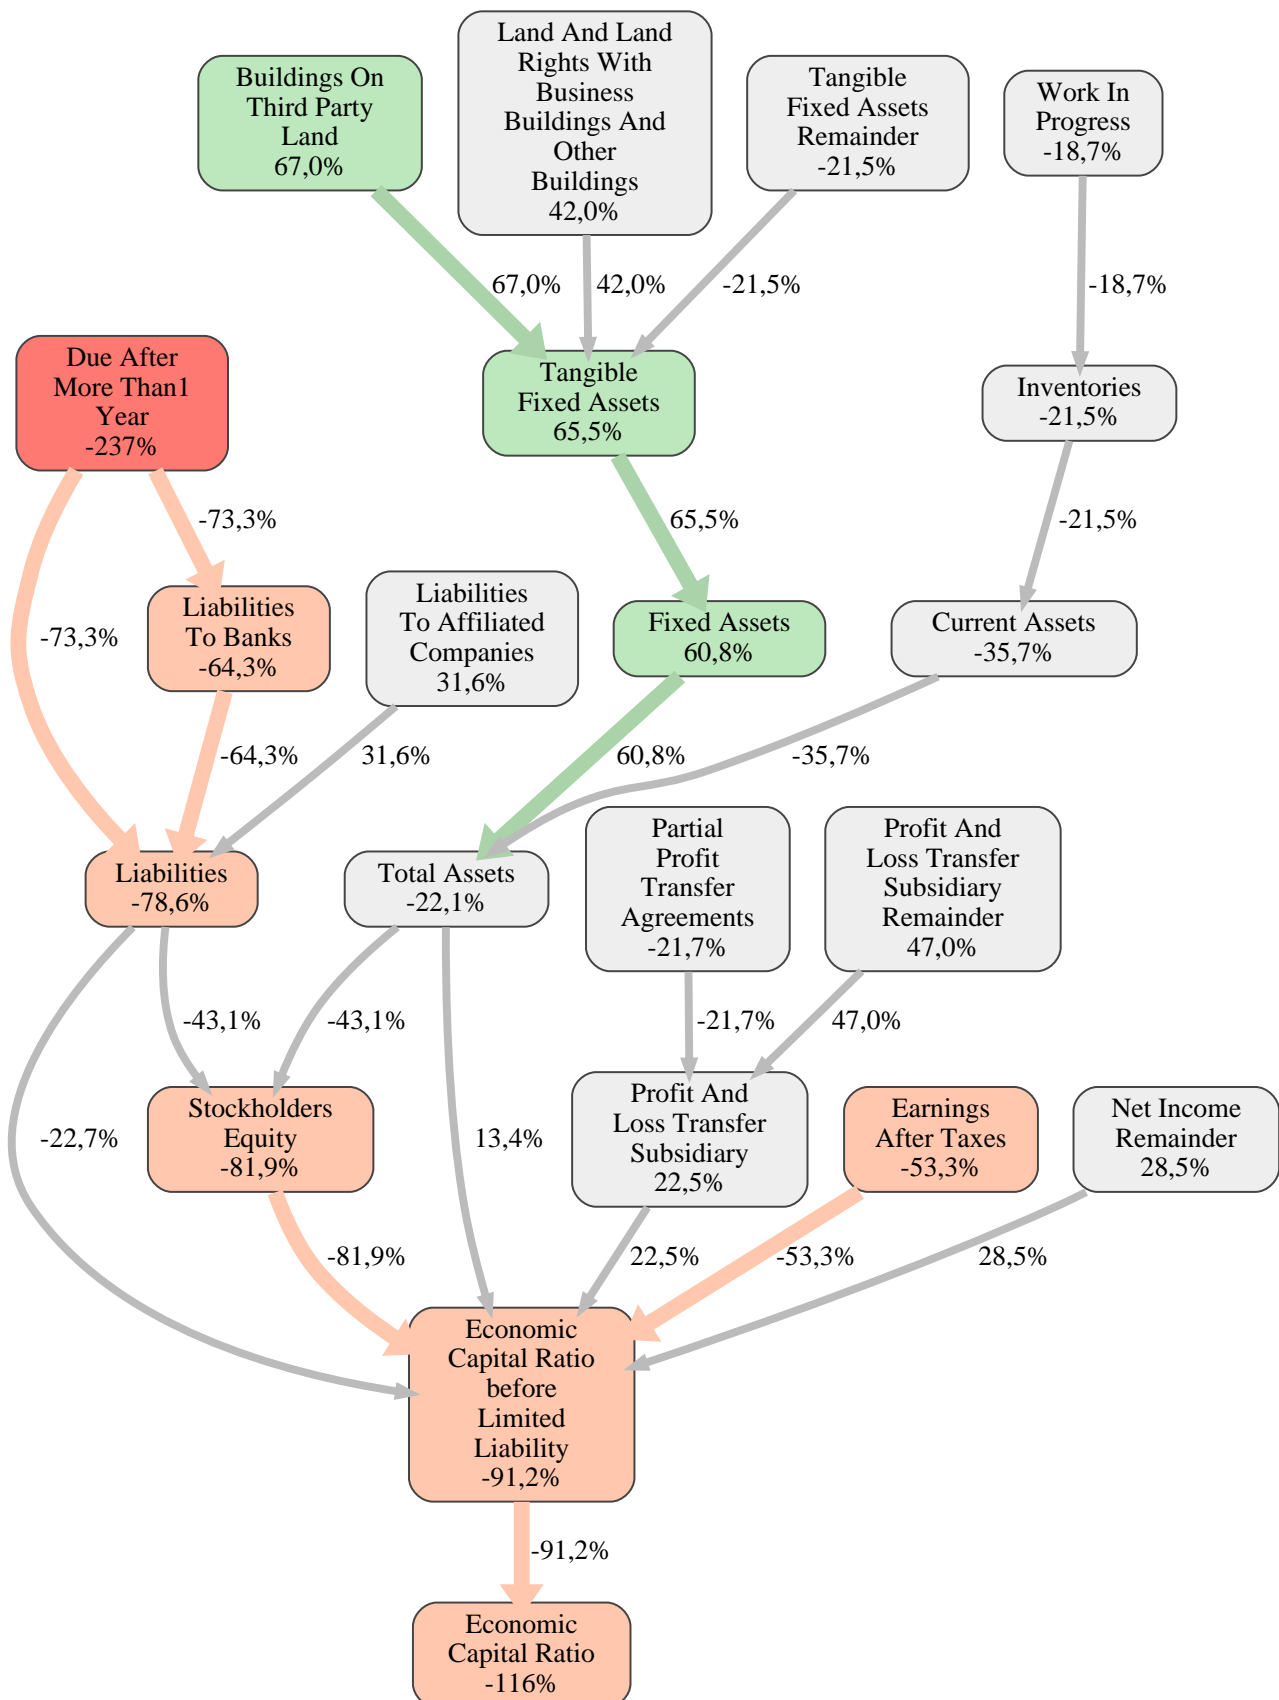 Buildings On
Third Party
Land
67,0%
Land And Land
Rights With
Business
Buildings And
Other
Buildings
42,0%
Tangible
Fixed Assets
Remainder
-21,5%
Work In
Progress
-18,7%
67,0%
42,0%
-21,5%
-18,7%
Due After
More Than1
Year
-237%
Tangible
Fixed Assets
65,5%
Inventories
-21,5%
-73,3%
65,5%
-21,5%
-73,3%
Liabilities
To Banks
-64,3%
Liabilities
To Affiliated
Companies
31,6%
Fixed Assets
60,8%
Current Assets
-35,7%
-64,3%
31,6%
60,8%
-35,7%
Liabilities
-78,6%
Total Assets
-22,1%
Partial
Profit
Transfer
Agreements
-21,7%
Profit And
Loss Transfer
Subsidiary
Remainder
47,0%
-43,1%
-43,1%
-21,7%
47,0%
-22,7%
Stockholders
Equity
-81,9%
13,4%
Profit And
Loss Transfer
Subsidiary
22,5%
Earnings
After Taxes
-53,3%
Net Income
Remainder
28,5%
-81,9%
22,5%
-53,3%
28,5%
Economic
Capital Ratio
before
Limited
Liability
-91,2%
-91,2%
Economic
Capital Ratio
-116%